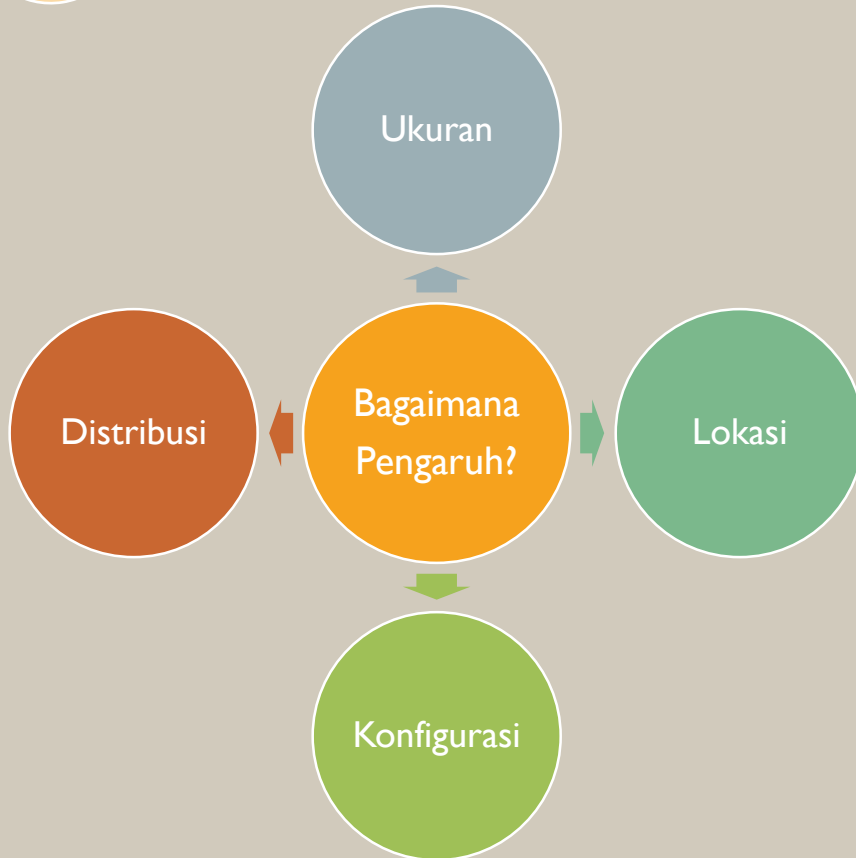 Ukuran
Distribusi
Bagaimana
Pengaruh?
Lokasi
Konfigurasi